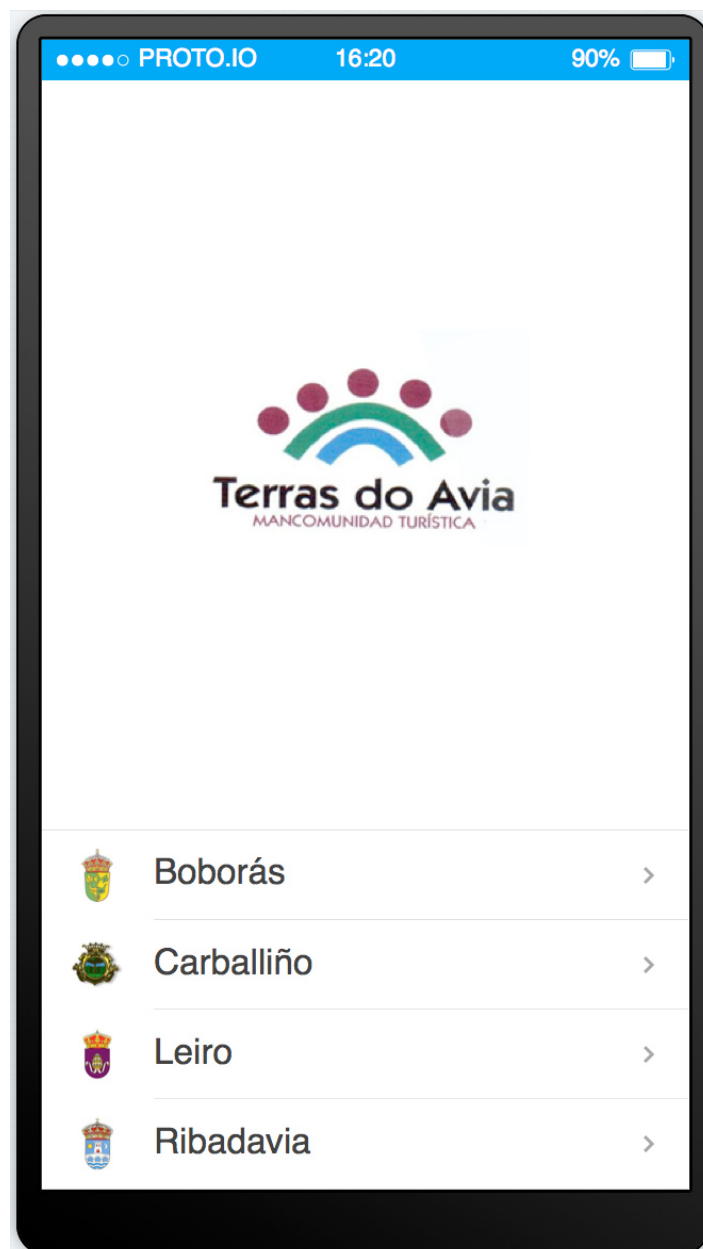 PROTO.IO 16:20 90%
Terras do Avia
MANCOMUNIDAD TURÍSTICA
Boborás
Carballiño
Leiro
Ribadavia